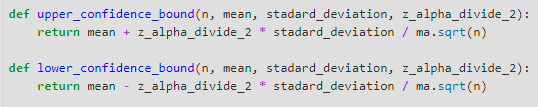 def upper_confidence_bound(n, mean, stadard_deviation, z_alpha_divide_2):
    return mean + z_alpha_divide_2 * stadard_deviation / ma.sqrt(n)

def lower_confidence_bound(n, mean, stadard_deviation, z_alpha_divide_2):
    return mean - z_alpha_divide_2 * stadard_deviation / ma.sqrt(n)